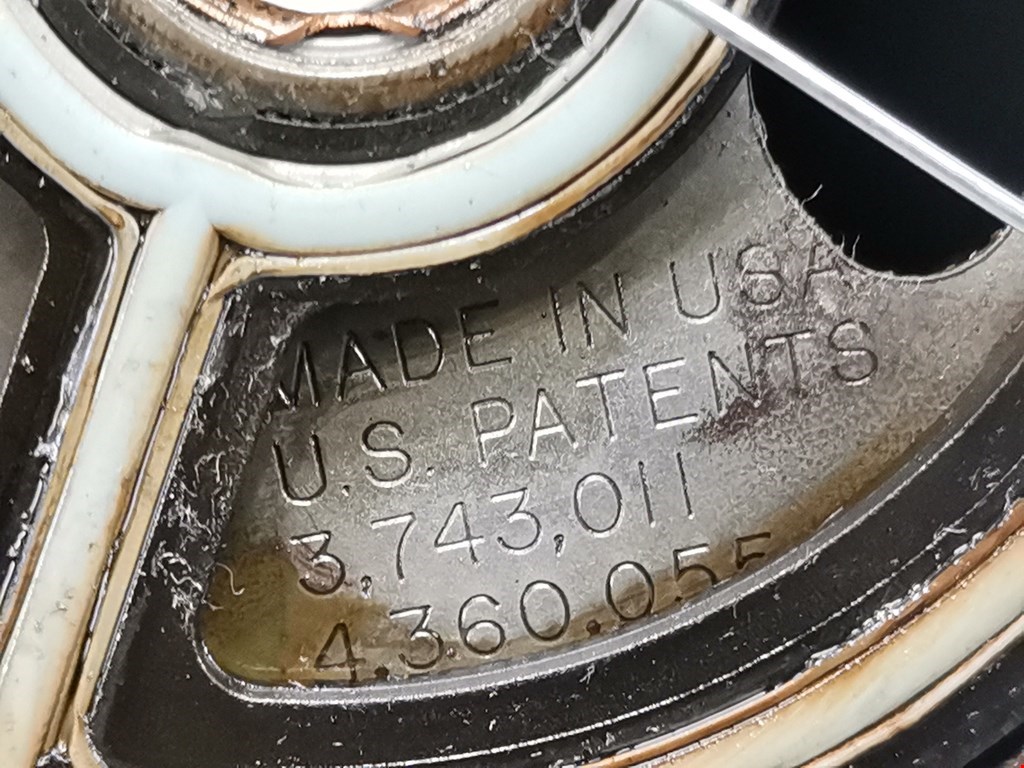 MADE IN USA
U.S. PATENTS
3,743,011
4.360.055